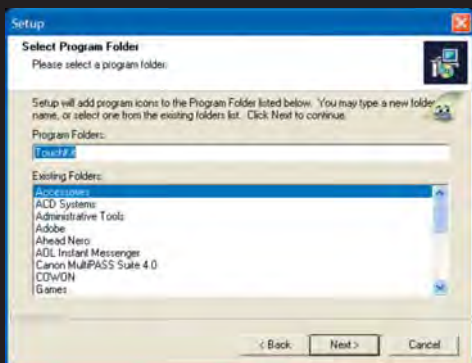 Setup
Select Program Folder
Please select a program folder.
Setup will add program icons to the Program Folder listed below. You may type a new folder
name, or select one from the existing folders list. Click Next to continue.
Program Folders:
Existing Folders:
Accessories
ACD Systems
Administrative Tools
Adobe
Ahead Nero
AOL Instant Messenger
Canon MultiPASS Suite 4.0
COWON
Games
< Back
Next >
Cancel